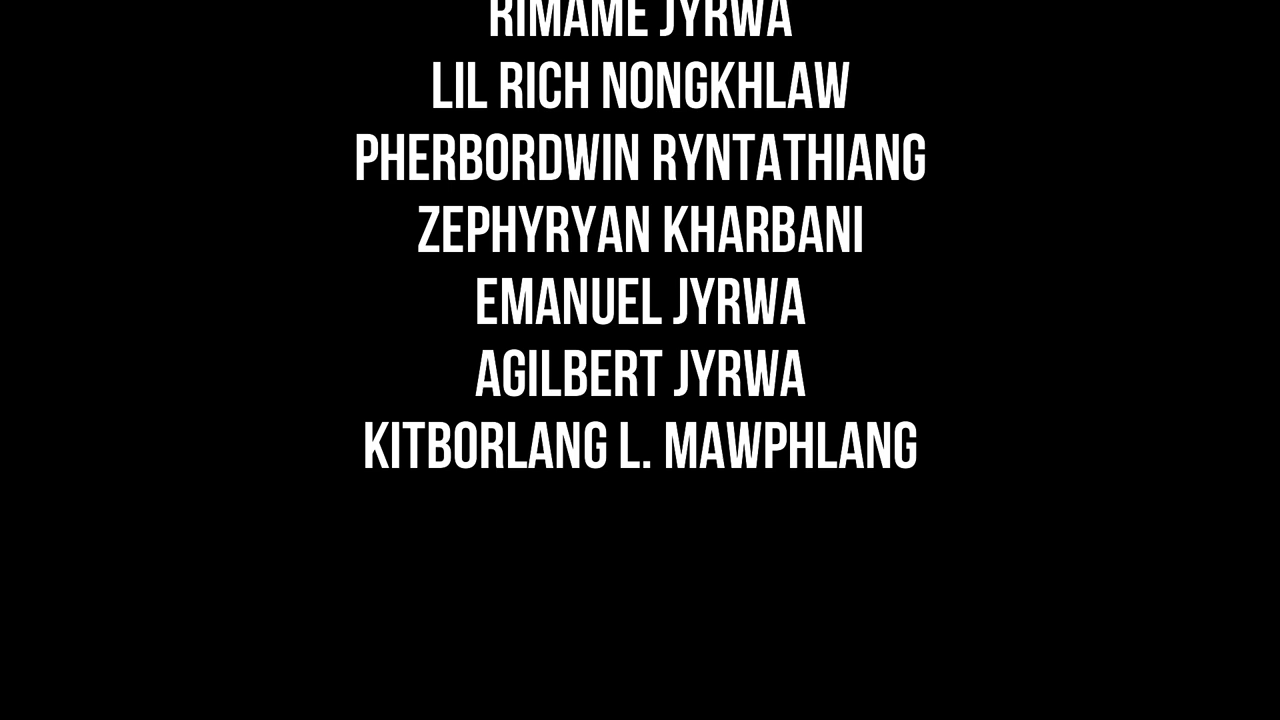 RIMAME JYRWA
LIL RICH NONGKHLAW
PHERBORDWIN RYNTATHIANG
ZEPHYRYAN KHARBANI
EMANUEL JYRWA
AGILBERT JYRWA
KITBORLANG L. MAWPHLANG